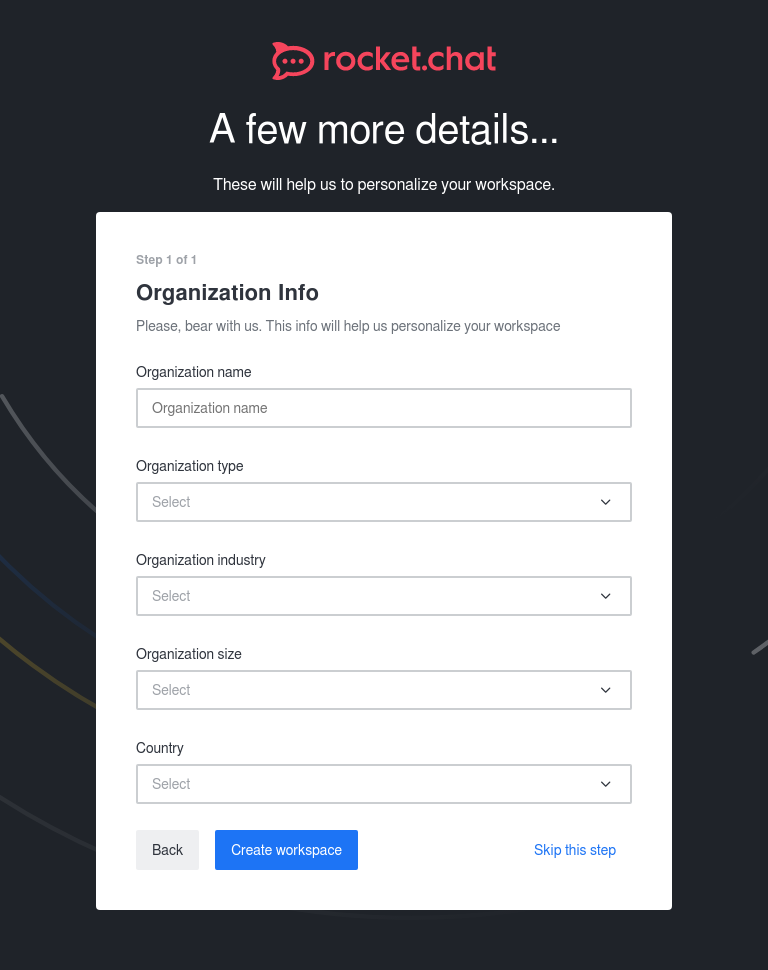 rocket.chat
A few more details...
These will help us to personalize your workspace.
Step 1 of 1
Organization Info
Please, bear with us. This info will help us personalize your workspace
Organization name
Organization name
Organization type
Select
Organization industry
Select
Organization size
Select
Country
Select
Back
Create workspace
Skip this step